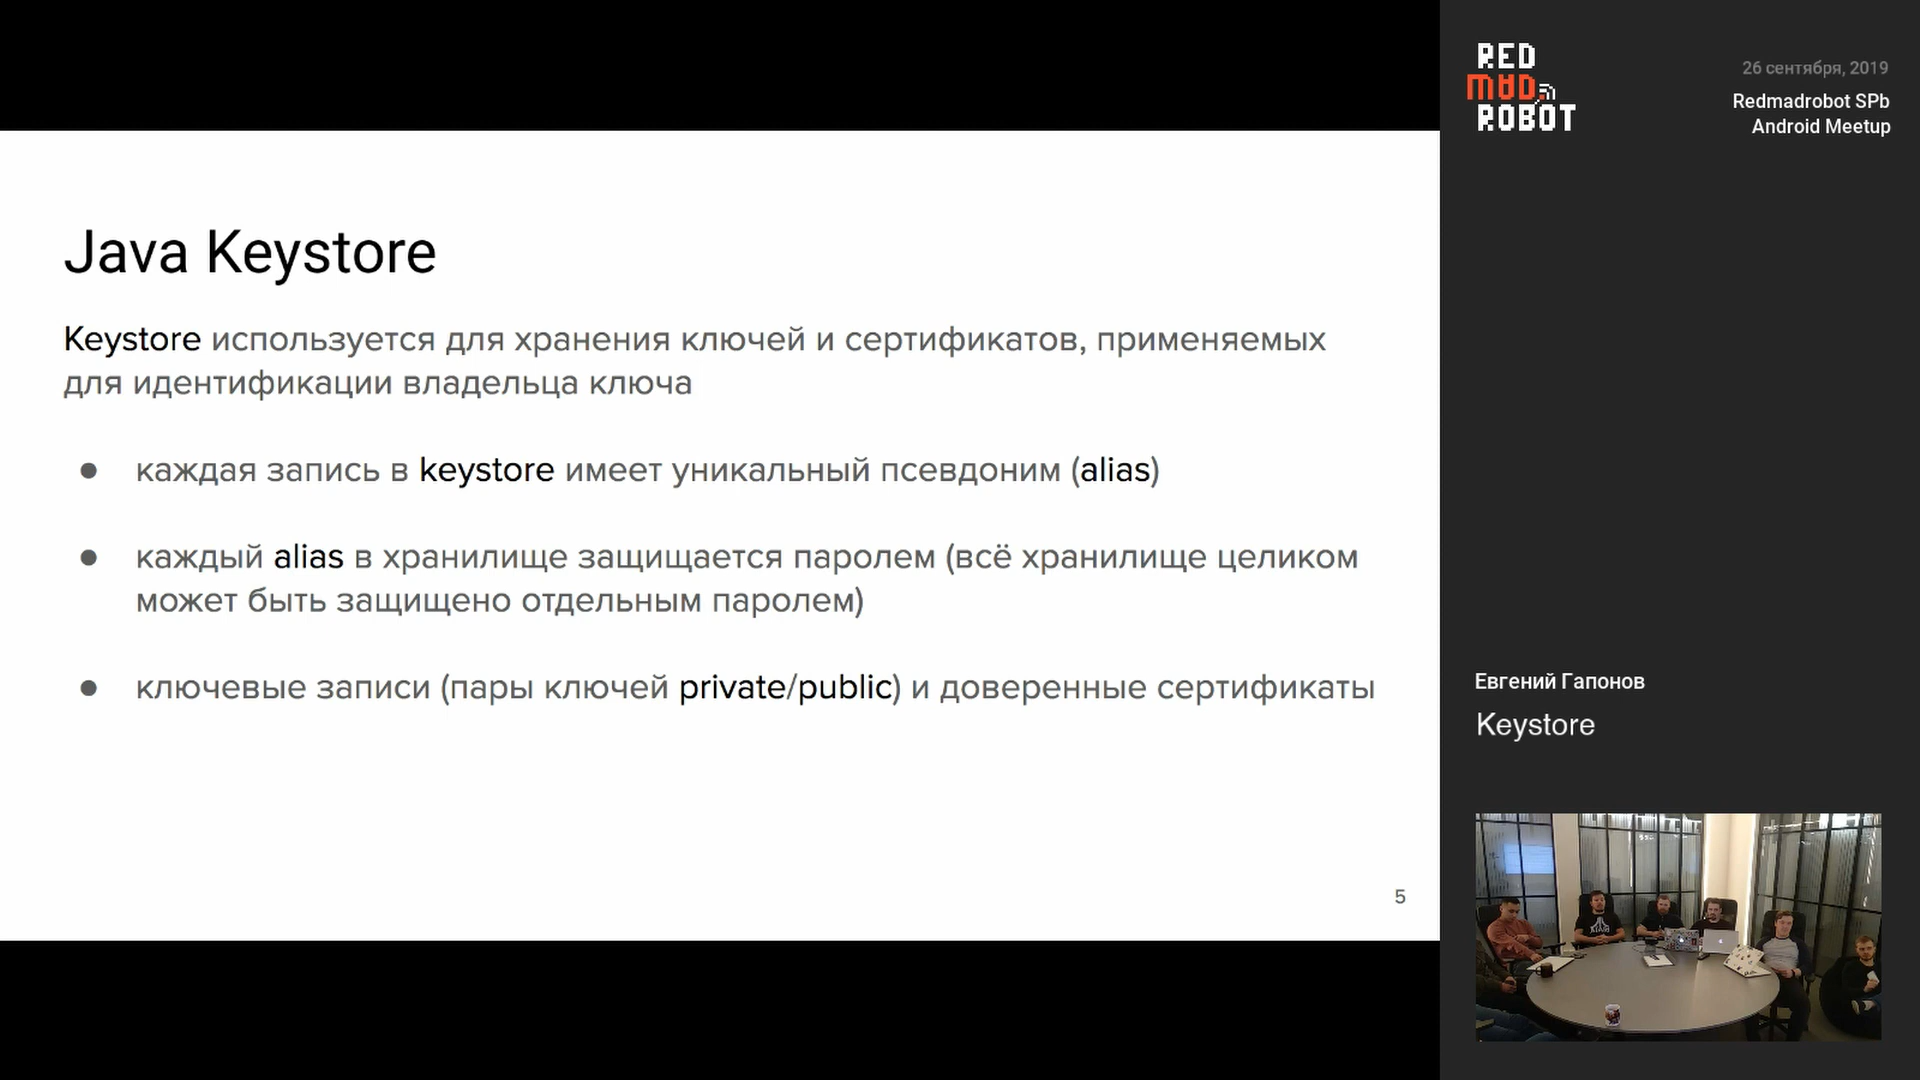 Java Keystore
Keystore используется для хранения ключей и сертификатов, применяемых
для идентификации владельца ключа
● каждая запись в keystore имеет уникальный псевдоним (alias)
● каждый alias в хранилище защищается паролем (всё хранилище целиком
может быть защищено отдельным паролем)
● ключевые записи (пары ключей private/public) и доверенные сертификаты
5
RED
MAD
ROBOT
26 сентября, 2019
Redmadrobot SPb
Android Meetup
Евгений Гапонов
Keystore